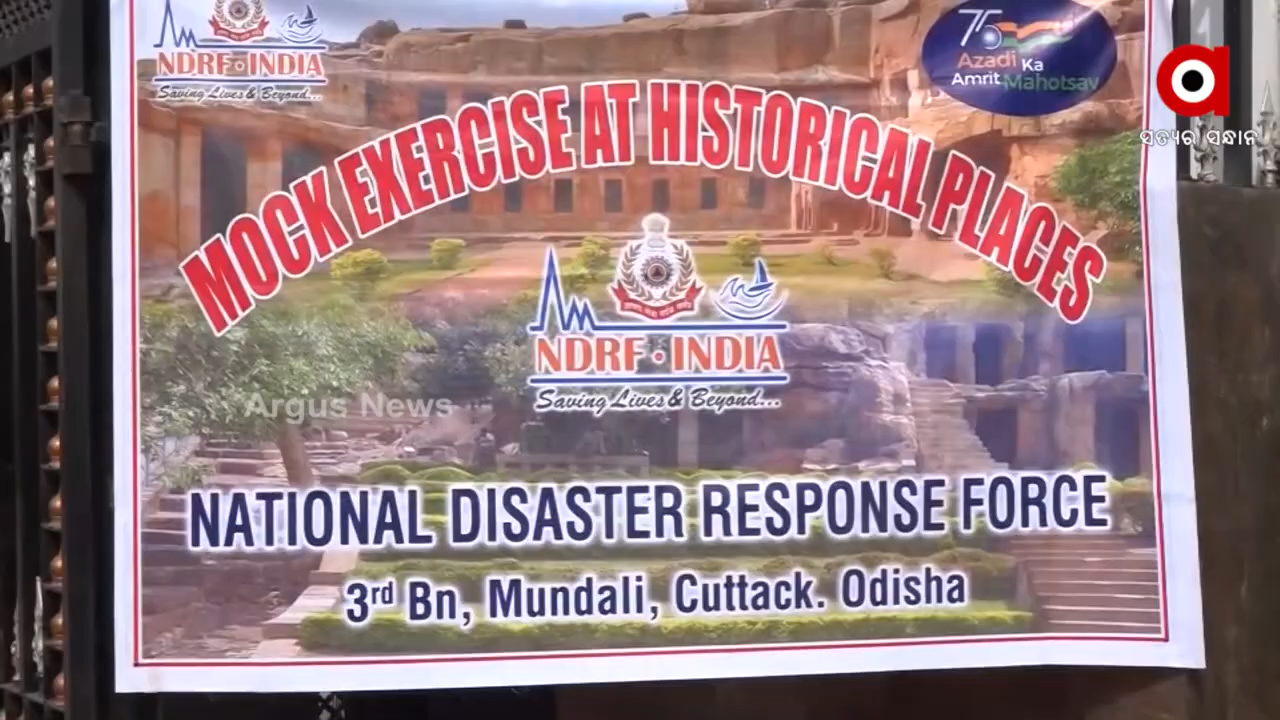 NDRF • INDIA
Saving Lives & Beyond...
75
Azadi Ka
Amrit Mahotsav
ସତ୍ୟର ସନ୍ଧାନ
MOCK EXERCISE AT HISTORICAL PLACES
NDRF • INDIA
Saving Lives & Beyond...
Argus News
NATIONAL DISASTER RESPONSE FORCE
3rd Bn, Mundali, Cuttack. Odisha